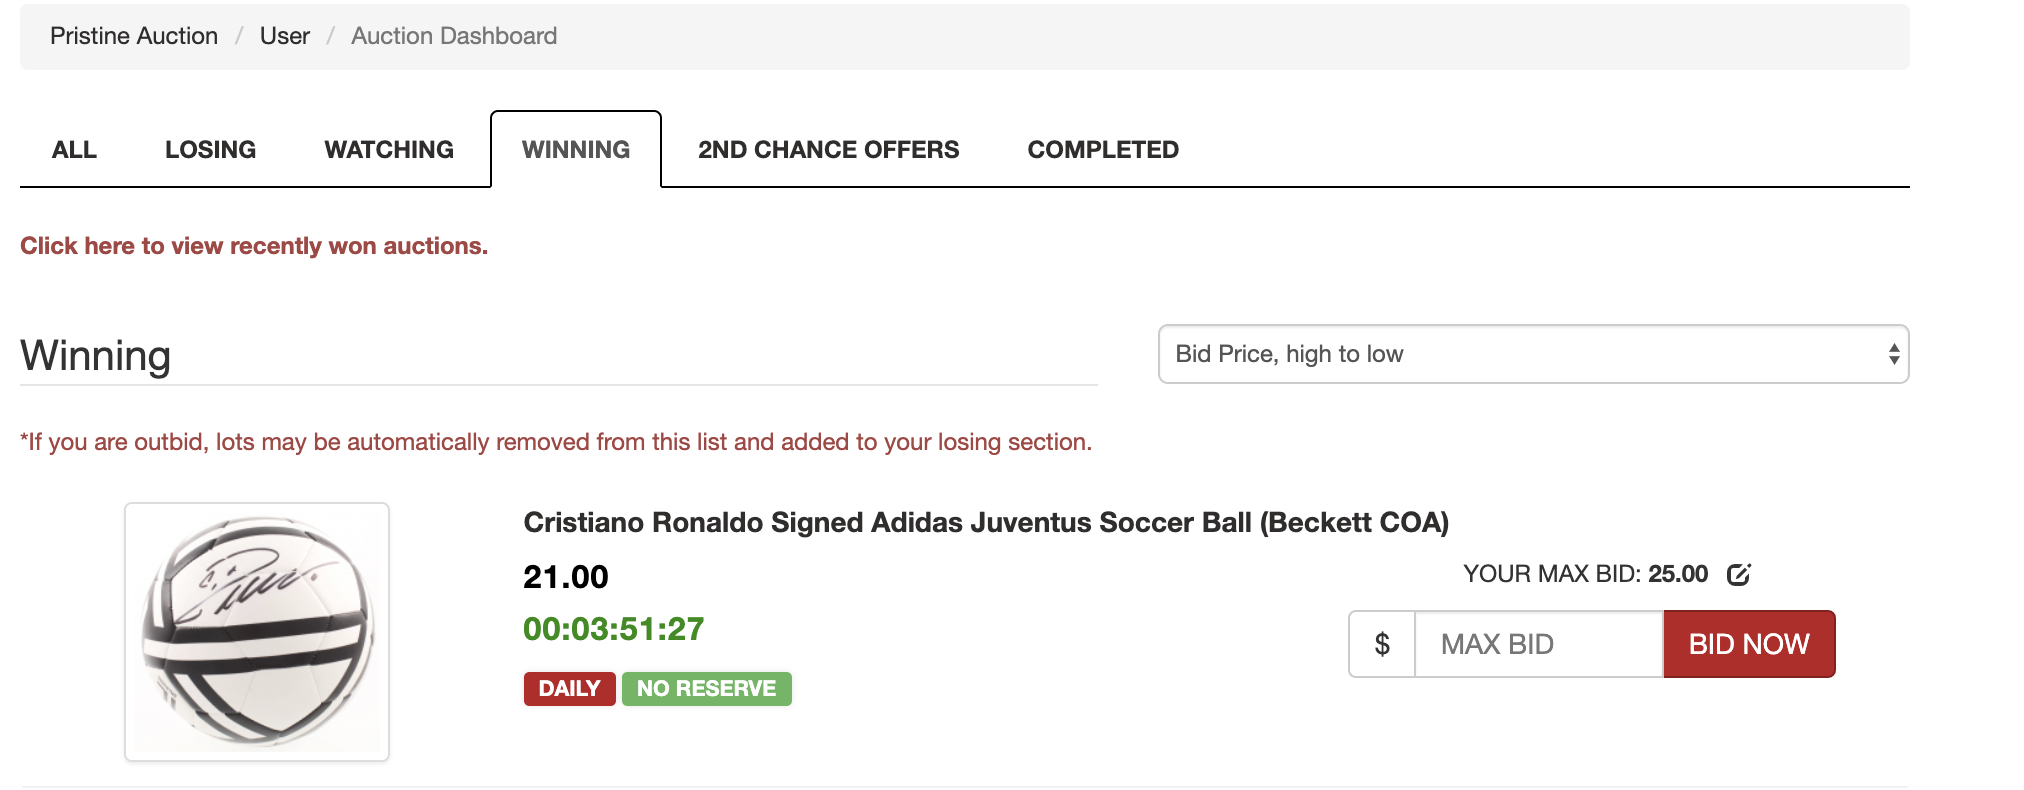 Pristine Auction / User / Auction Dashboard
ALL LOSING WATCHING WINNING 2ND CHANCE OFFERS COMPLETED
Click here to view recently won auctions.
Winning
Bid Price, high to low
*If you are outbid, lots may be automatically removed from this list and added to your losing section.
Cristiano Ronaldo Signed Adidas Juventus Soccer Ball (Beckett COA)
21.00
YOUR MAX BID: 25.00
00:03:51:27
$ MAX BID BID NOW
DAILY NO RESERVE